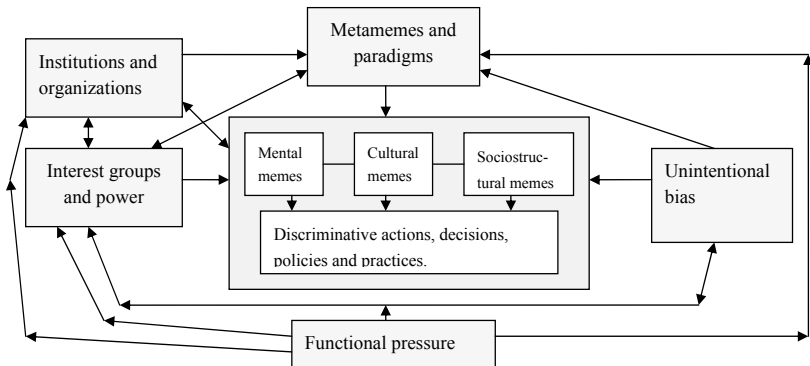 Metamemes and
paradigms
Institutions and
organizations
Interest groups
and power
Mental
memes
Cultural
memes
Sociostruc-
tural memes
Unintentional
bias
Discriminative actions, decisions,
policies and practices.
Functional pressure